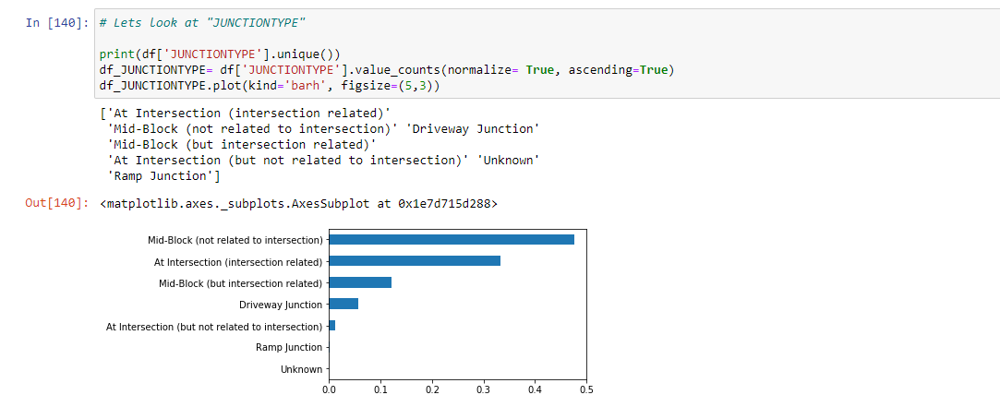 In [140]: # Lets look at "JUNCTIONTYPE"
print(df['JUNCTIONTYPE'].unique())
df_JUNCTIONTYPE= df['JUNCTIONTYPE'].value_counts(normalize= True, ascending=True)
df_JUNCTIONTYPE.plot(kind='barh', figsize=(5,3))
['At Intersection (intersection related)'
'Mid-Block (not related to intersection)' 'Driveway Junction'
'Mid-Block (but intersection related)'
'At Intersection (but not related to intersection)' 'Unknown'
'Ramp Junction']
Out[140]: <matplotlib.axes._subplots.AxesSubplot at 0x1e7d715d288>
Mid-Block (not related to intersection)
At Intersection (intersection related)
Mid-Block (but intersection related)
Driveway Junction
At Intersection (but not related to intersection)
Ramp Junction
Unknown
0.0 0.1 0.2 0.3 0.4 0.5